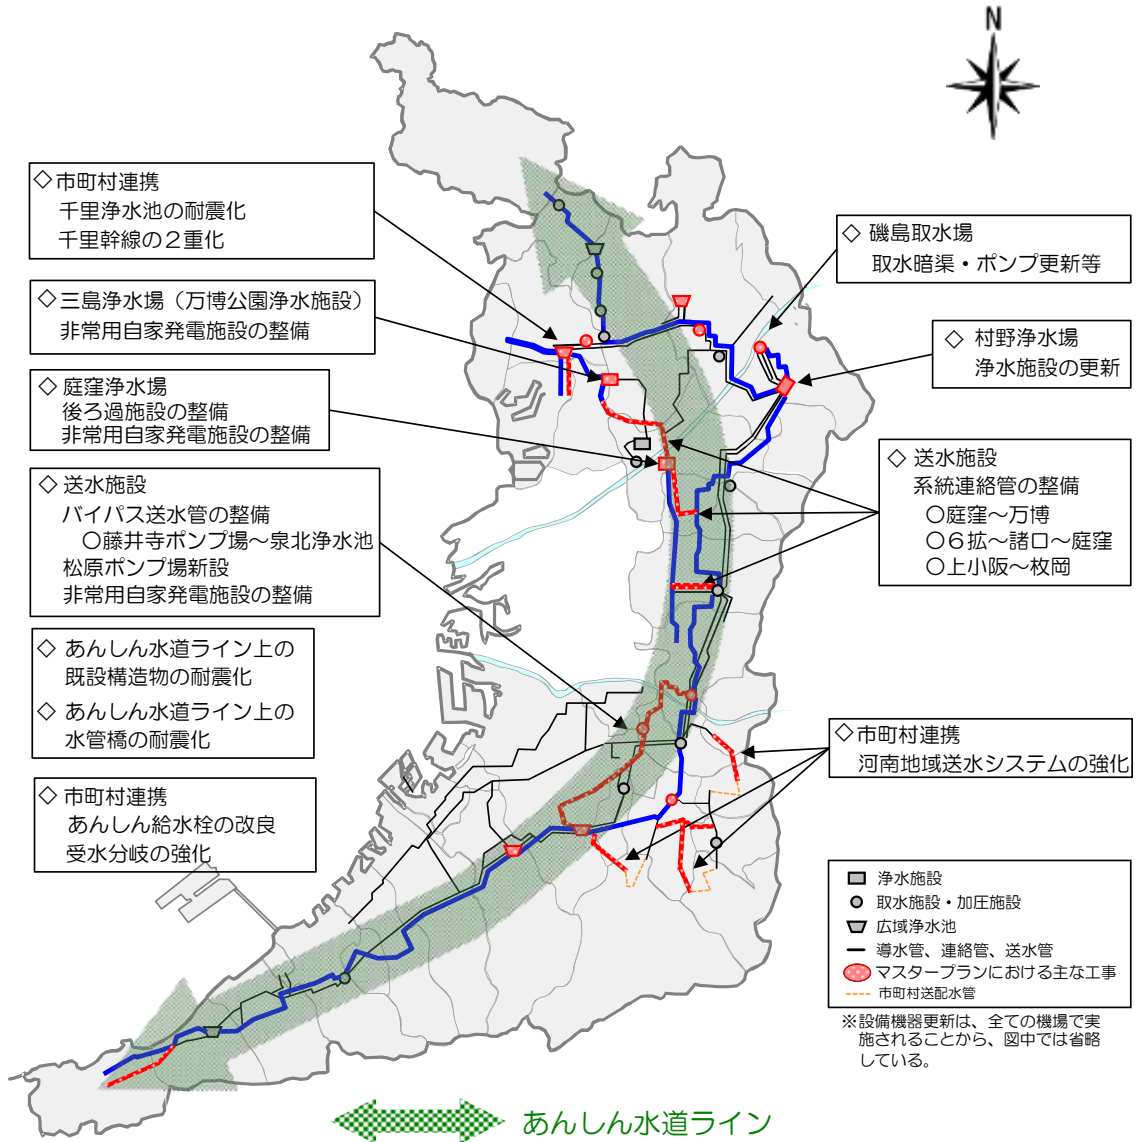 N
◇ 市町村連携
千里浄水池の耐震化
千里幹線の２重化
◇ 三島浄水場（万博公園浄水施設）
非常用自家発電施設の整備
◇ 庭窪浄水場
後ろ過施設の整備
非常用自家発電施設の整備
◇ 送水施設
バイパス送水管の整備
〇藤井寺ポンプ場～泉北浄水池
松原ポンプ場新設
非常用自家発電施設の整備
◇ あんしん水道ライン上の
既設構造物の耐震化
◇ あんしん水道ライン上の
水管橋の耐震化
◇ 市町村連携
あんしん給水栓の改良
受水分岐の強化
◇ 磯島取水場
取水暗渠・ポンプ更新等
◇ 村野浄水場
浄水施設の更新
◇ 送水施設
系統連絡管の整備
〇庭窪～万博
〇６拡～諸口～庭窪
〇上小阪～枚岡
◇ 市町村連携
河南地域送水システムの強化
浄水施設
取水施設・加圧施設
広域浄水池
導水管、連絡管、送水管
マスタープランにおける主な工事
市町村送配水管
※設備機器更新は、全ての機場で実
施されることから、図中では省略
している。
あんしん水道ライン